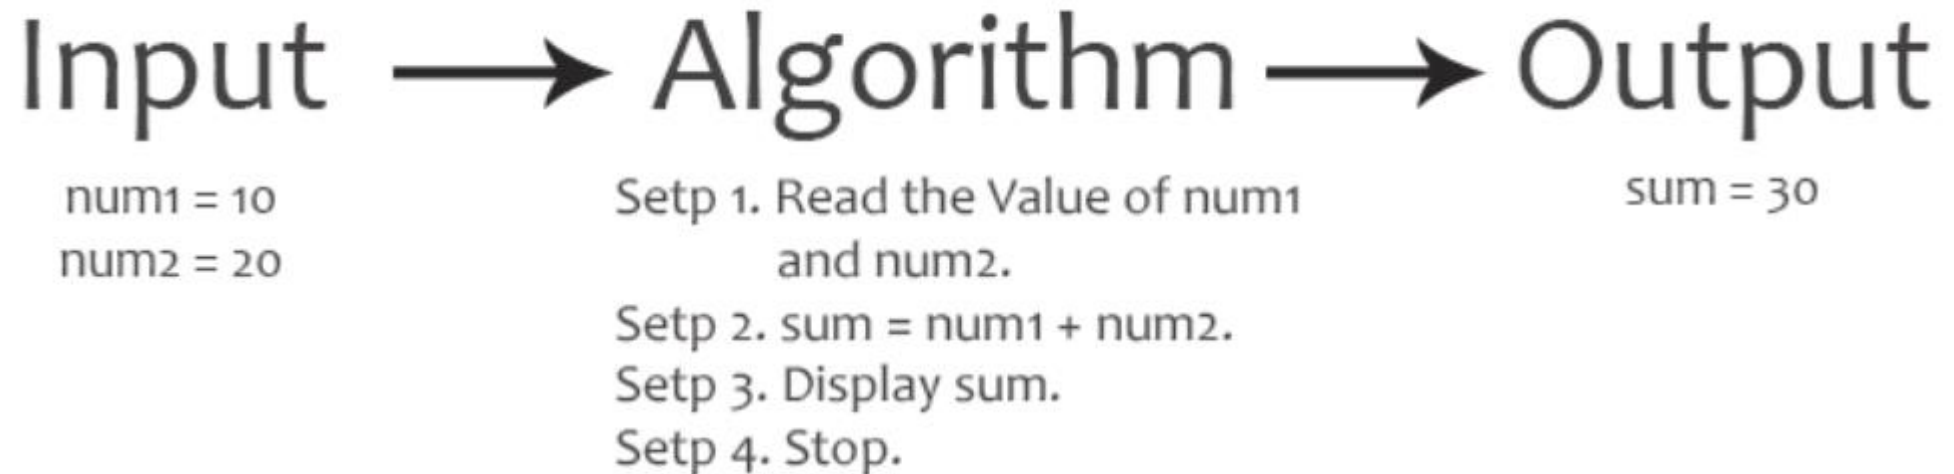 Input Algorithm Output
num1 = 10
num2 = 20
Setp 1. Read the Value of num1
and num2.
Setp 2. sum = num1 + num2.
Setp 3. Display sum.
Setp 4. Stop.
sum = 30